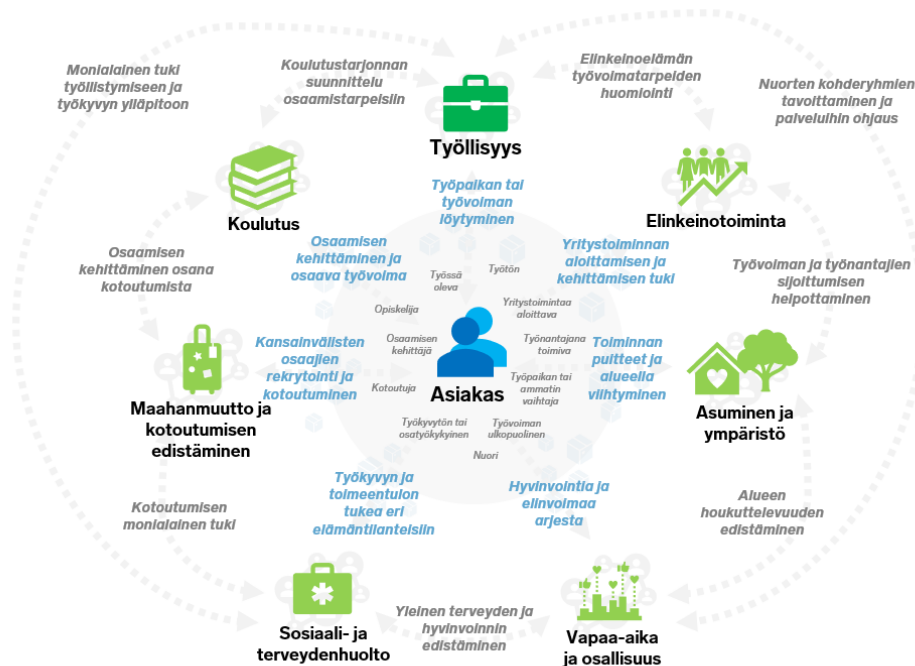 Monialainen tuki
työllistymiseen ja
työkyvyn ylläpitoon
Koulutustarjonnan
suunnittelu
osaamistarpeisiin
Elinkeinoelämän
työvoimatarpeiden
huomiointi
Nuorten kohderyhmien
tavoittaminen ja
palveluihin ohjaus
Työllisyys
Työpaikan tai
työvoiman
löytyminen
Koulutus
Elinkeinotoiminta
Osaamisen
kehittäminen osana
kotoutumista
Osaamisen
kehittäminen ja
osaava työvoima
Yritystoiminnan
aloittamisen ja
kehittämisen tuki
Työvoiman ja työnantajien
sijoittumisen
helpottaminen
Työssä
oleva
Työtön
Opiskelija
Yritystoimintaa
aloittava
Osaamisen
kehittäjä
Työnantajana
toimiva
Kotoutuja
Työpaikan tai
ammatin
vaihtaja
Asiakas
Työkyvytön tai
osatyökykyinen
Työvoiman
ulkopuolinen
Nuori
Kansainvälisten
osaajien
rekrytointi ja
kotoutuminen
Toiminnan
puitteet ja
alueella
viihtyminen
Maahanmuutto ja
kotoutumisen
edistäminen
Asuminen ja
ympäristö
Kotoutumisen
monialainen tuki
Työkyvyn ja
toimeentulon
tukea eri
elämäntilanteisiin
Hyvinvointia ja
elinvoimaa
arjesta
Alueen
houkuttelevuuden
edistäminen
Sosiaali- ja
terveydenhuolto
Yleinen terveyden ja
hyvinvoinnin
edistäminen
Vapaa-aika
ja osallisuus